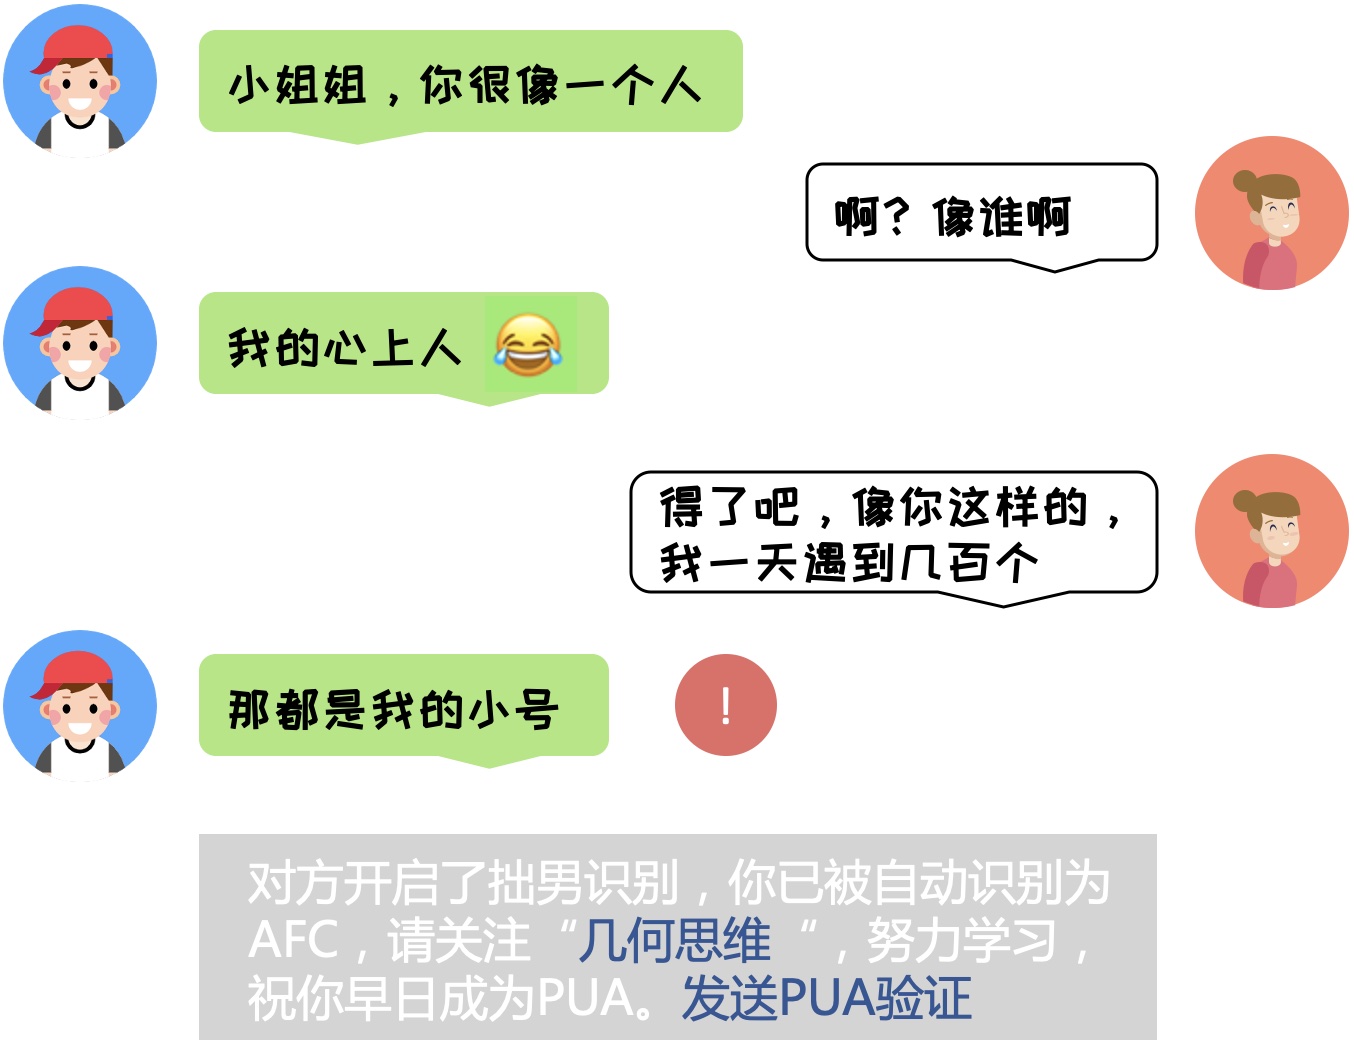 小姐姐，你很像一个人
啊？像谁啊
我的心上人
得了吧，像你这样的，
我一天遇到几百个
那都是我的小号
!
对方开启了拙男识别，你已被自动识别为
AFC，请关注“几何思维“，努力学习，
祝你早日成为PUA。发送PUA验证